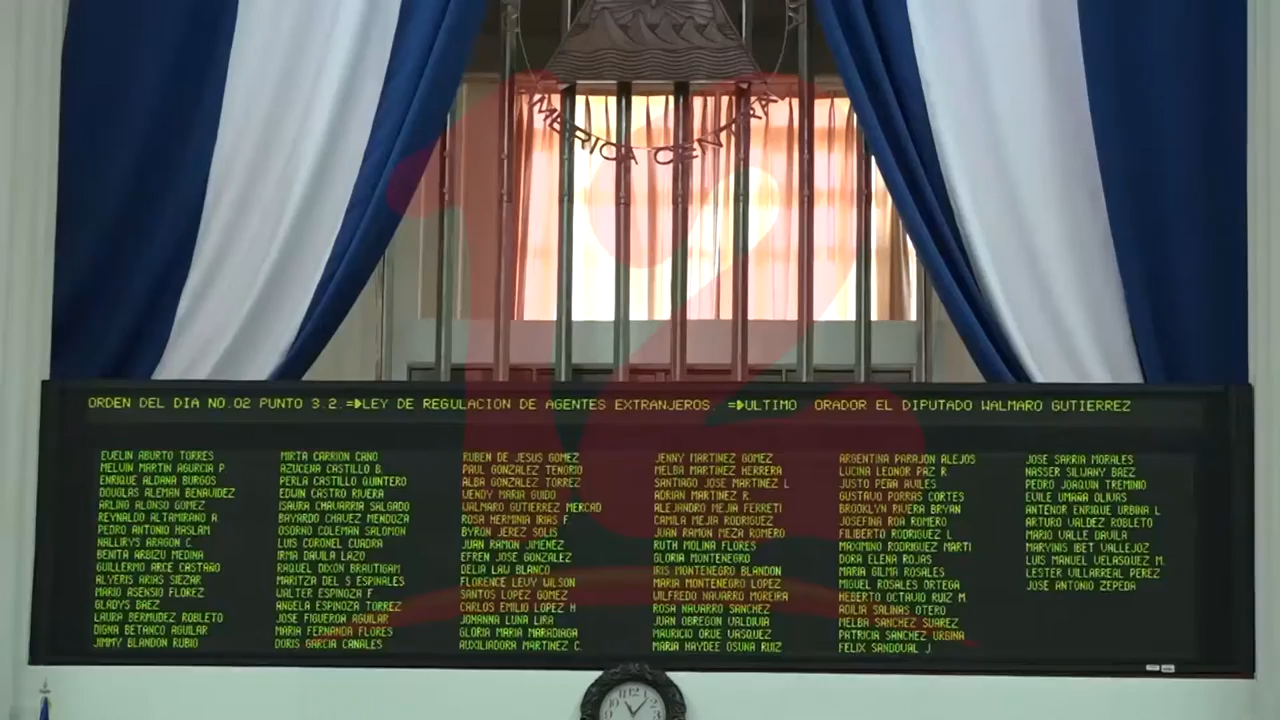 MERICA CENTRA
ORDEN DEL DIA NO.02 PUNTO 3.2.=>LEY DE REGULACION DE AGENTES EXTRANJEROS. =>ULTIMO ORADOR EL DIPUTADO WALMARO GUTIERREZ
EVELIN ABURTO TORRES
MELVIN MARTIN AGURCIA P
ENRIQUE ALDANA BURGOS
DOUGLAS ALEMAN BENAVIDEZ
ARLING ALONSO GOMEZ
REYNALDO ALTAMIRANO A
PEDRO ANTONIO HASLAM
NALLIRYS ARAGON C.
BENITA ARBIZU MEDINA
GUILLERMO ARCE CASTAÑO
ALYERIS ARIAS SIEZAR
MARIO ASENSIO FLOREZ
GLADYS BAEZ
LAURA BERMUDEZ ROBLETO
DIGNA BETANCO AGUILAR
JIMMY BLANDON RUBIO
MIRTA CARRION CANO
AZUCENA CASTILLO B.
PERLA CASTILLO QUINTERO
EDWIN CASTRO RIVERA
ISAURA CHAVARRIA SALGADO
BAYARDO CHAVEZ MENDOZA
OSORNO COLEMAN SALOMON
LUIS CORONEL CUADRA
IRMA DAVILA LAZO
RAQUEL DIXON BRAUTIGAM
MARITZA DEL S ESPINALES
WALTER ESPINOZA F
ANGELA ESPINOZA TORREZ
JOSE FIGUEROA AGUILAR
MARIA FERNANDA FLORES
DORIS GARCIA CANALES
RUBEN DE JESUS GOMEZ
PAUL GONZALEZ TENORIO
ALBA GONZALEZ TORREZ
WENDY MARIA GUIDO
WALMARO GUTIERREZ MERCAD
ROSA HERMINIA IRIAS F
BYRON JEREZ SOLIS
JUAN RAMON JIMENEZ
EFREN JOSE GONZALEZ
DELIA LAW BLANCO
FLORENCE LEVY WILSON
SANTOS LOPEZ GOMEZ
CARLOS EMILIO LOPEZ H
JOHANNA LUNA LIRA
GLORIA MARIA MARADIAGA
AUXILIADORA MARTINEZ C.
JENNY MARTINEZ GOMEZ
MELBA MARTINEZ HERRERA
SANTIAGO JOSE MARTINEZ L
ADRIAN MARTINEZ R
ALEJANDRO MEJIA FERRETI
CAMILA MEJIA RODRIGUEZ
JUAN RAMON MEZA ROMERO
RUTH MOLINA FLORES
GLORIA MONTENEGRO
IRIS MONTENEGRO BLANDON
MARIA MONTENEGRO LOPEZ
WILFREDO NAVARRO MOREIRA
ROSA NAVARRO SANCHEZ
JUAN OBREGON VALDIVIA
MAURICIO ORUE VASQUEZ
MARIA HAYDEE OSUNA RUIZ
ARGENTINA PARAJON ALEJOS
LUCINA LEONOR PAZ R
JUSTO PEÑA AVILES
GUSTAVO PORRAS CORTES
BROOKLYN RIVERA BRYAN
JOSEFINA ROA ROMERO
FILIBERTO RODRIGUEZ L
MAXIMINO RODRIGUEZ MARTI
DORA ELENA ROJAS
MARIA GILMA ROSALES
MIGUEL ROSALES ORTEGA
HEBERTO OCTAVIO RUIZ M
ADILIA SALINAS OTERO
MELBA SANCHEZ SUAREZ
PATRICIA SANCHEZ URBINA
FELIX SANDOVAL J
JOSE SARRIA MORALES
NASSER SILWANY BAEZ
PEDRO JOAQUIN TREMINIO
EVILE UMAÑA OLIVAS
ANTENOR ENRIQUE URBINA L
ARTURO VALDEZ ROBLETO
MARIO VALLE DAVILA
MARYINIS IBET VALLEJOZ
LUIS MANUEL VELASQUEZ M.
LESTER VILLARREAL PEREZ
JOSE ANTONIO ZEPEDA
12